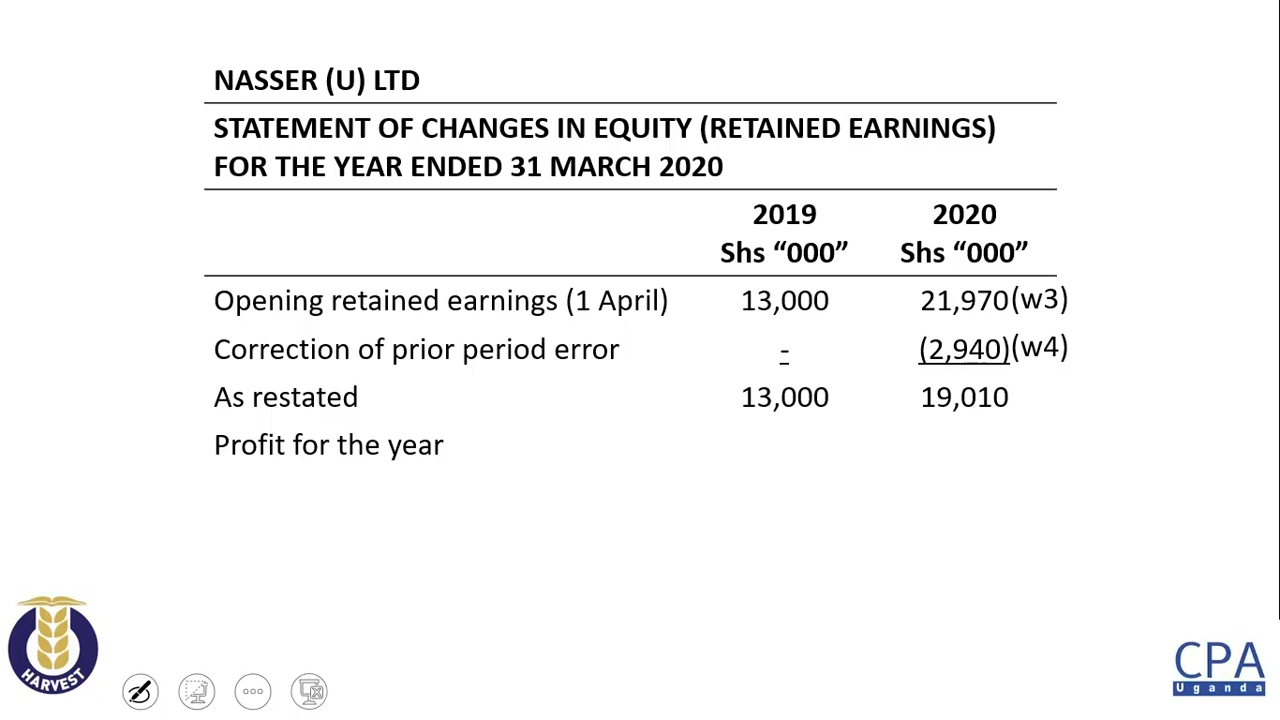 NASSER (U) LTD
STATEMENT OF CHANGES IN EQUITY (RETAINED EARNINGS)
FOR THE YEAR ENDED 31 MARCH 2020
2019 2020
Shs “000” Shs “000”
Opening retained earnings (1 April) 13,000 21,970(w3)
Correction of prior period error - (2,940)(w4)
As restated 13,000 19,010
Profit for the year
HARVEST
CPA
Uganda